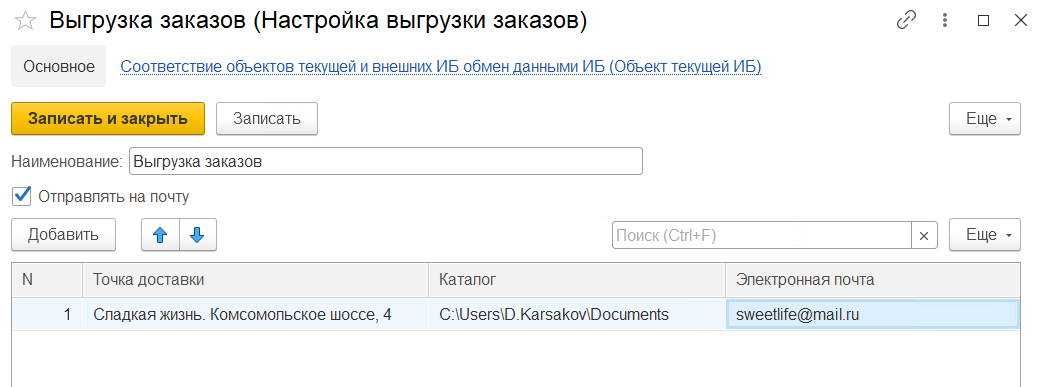 Выгрузка заказов (Настройка выгрузки заказов)
Основное Соответствие объектов текущей и внешних ИБ обмен данными ИБ (Объект текущей ИБ)
Записать и закрыть Записать Еще
Наименование: Выгрузка заказов
Отправлять на почту
Добавить Поиск (Ctrl+F) × Еще
N Точка доставки Каталог Электронная почта
1 Сладкая жизнь. Комсомольское шоссе, 4 C:\Users\D.Karsakov\Documents sweetlife@mail.ru